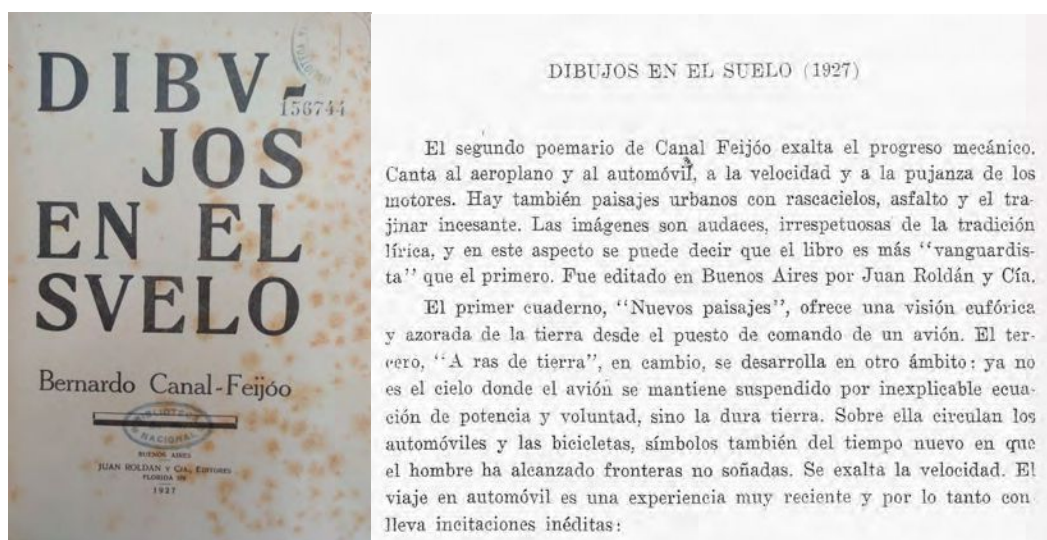 DIBV-
156744
JOS
EN EL
SVELO
Bernardo Canal-Feijóo
BIBLIOTECA
NACIONAL
BUENOS AIRES
JUAN ROLDAN y Cía., Editores
FLORIDA
1927
DIBUJOS EN EL SUELO (1927)
El segundo poemario de Canal Feijóo exalta el progreso mecánico.
Canta al aeroplano y al automóvil, a la velocidad y a la pujanza de los
motores. Hay también paisajes urbanos con rascacielos, asfalto y el tra-
jinar incesante. Las imágenes son audaces, irrespetuosas de la tradición
lírica, y en este aspecto se puede decir que el libro es más "vanguardis-
ta" que el primero. Fue editado en Buenos Aires por Juan Roldán y Cía.
El primer cuaderno, "Nuevos paisajes", ofrece una visión eufórica
y azorada de la tierra desde el puesto de comando de un avión. El ter-
cero, "A ras de tierra", en cambio, se desarrolla en otro ámbito: ya no
es el cielo donde el avión se mantiene suspendido por inexplicable ecua-
ción de potencia y voluntad, sino la dura tierra. Sobre ella circulan los
automóviles y las bicicletas, símbolos también del tiempo nuevo en que
el hombre ha alcanzado fronteras no soñadas. Se exalta la velocidad. El
viaje en automóvil es una experiencia muy reciente y por lo tanto con
lleva incitaciones inéditas: